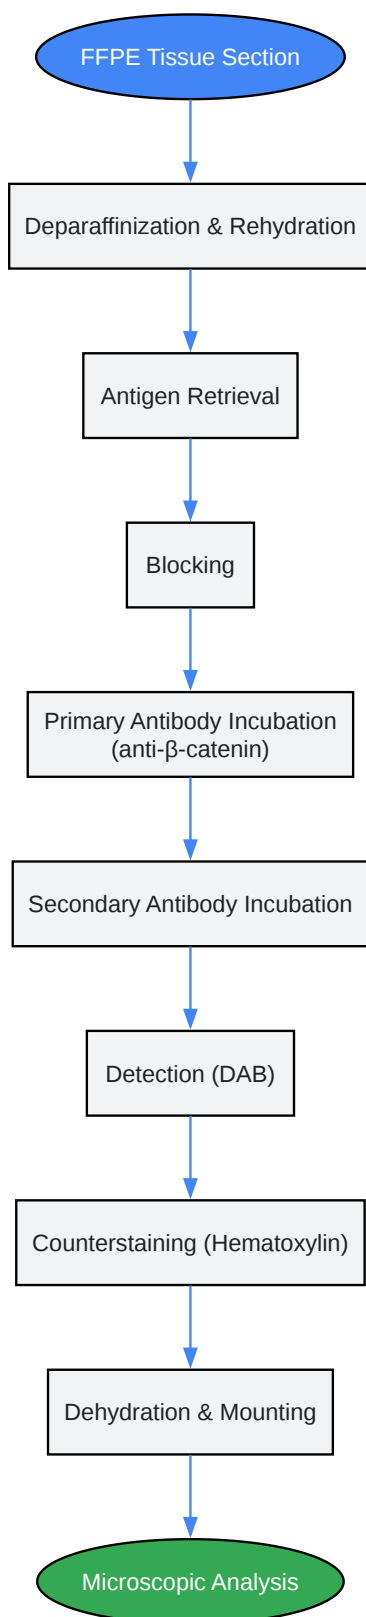 FFPE Tissue Section
Deparaffinization & Rehydration
Antigen Retrieval
Blocking
Primary Antibody Incubation
(anti-β-catenin)
Secondary Antibody Incubation
Detection (DAB)
Counterstaining (Hematoxylin)
Dehydration & Mounting
Microscopic Analysis